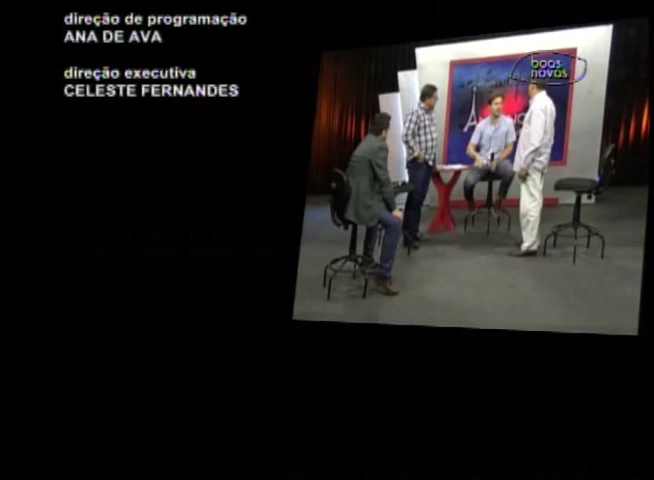 direção de programação
ANA DE AVA
direção executiva
CELESTE FERNANDES
boas
novas